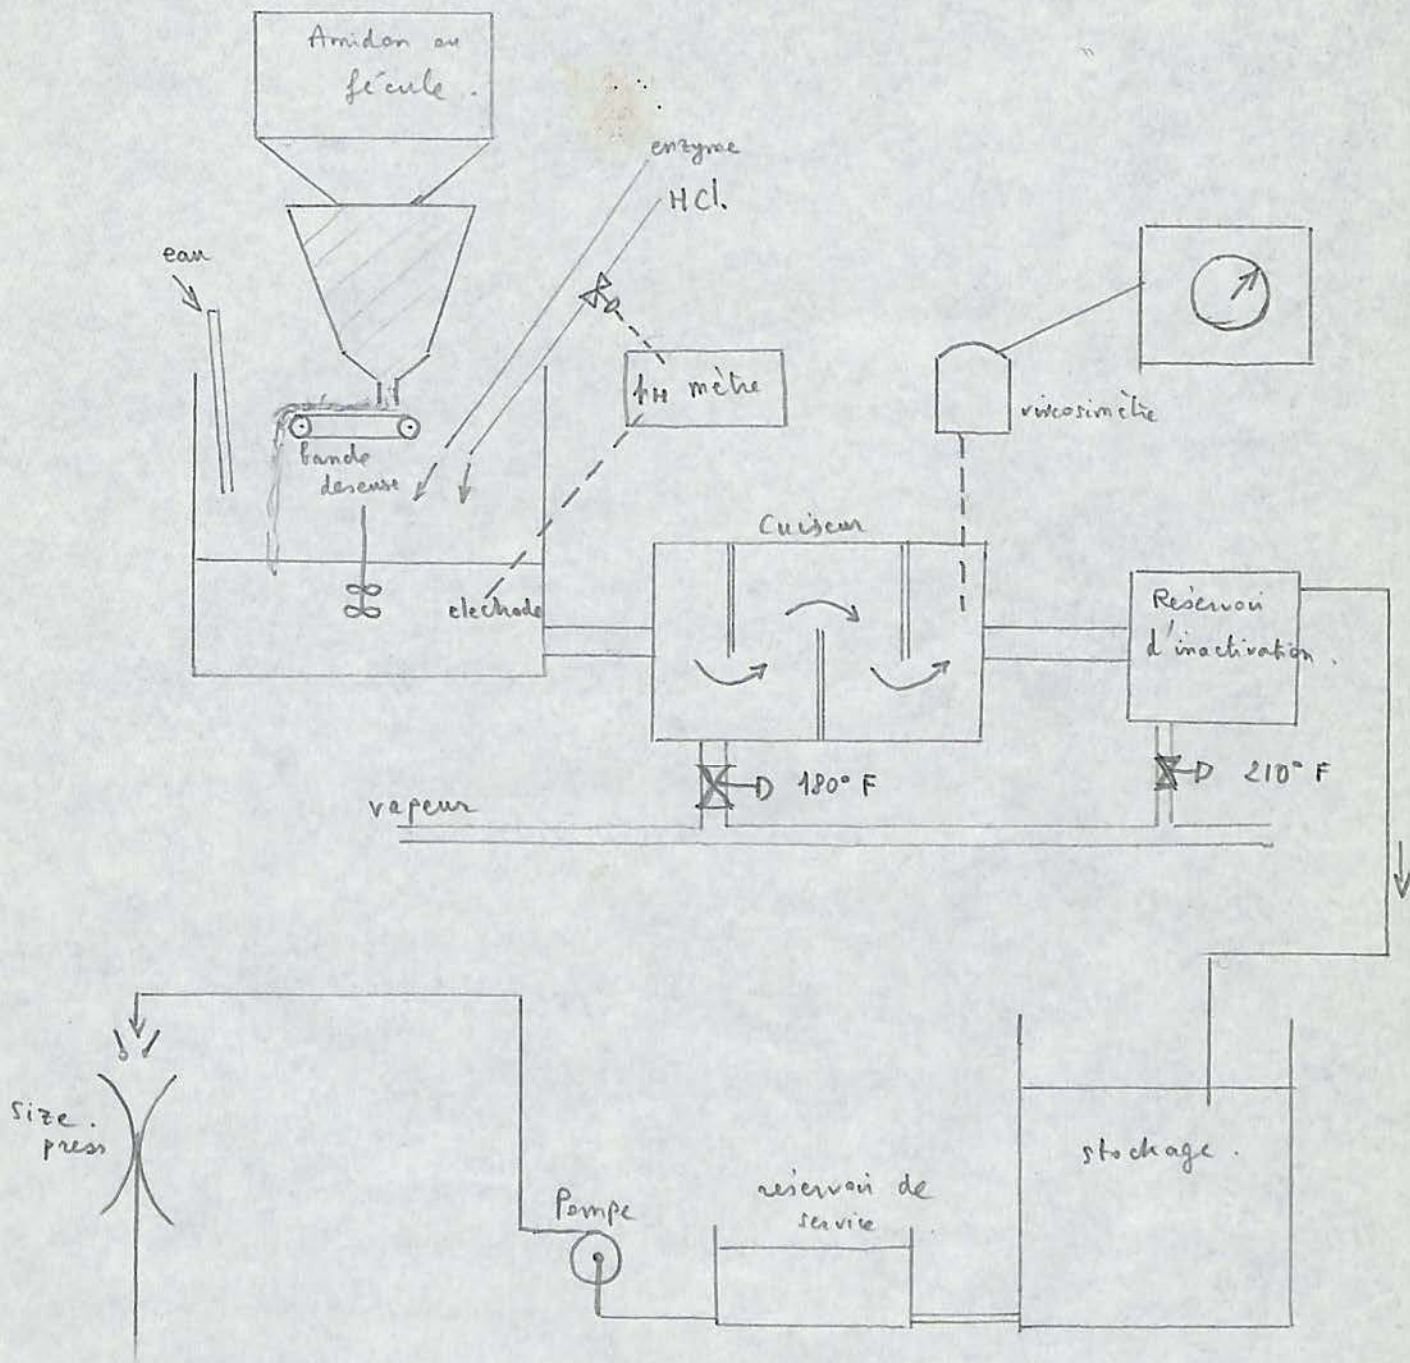 Amidon ou
fécule.
enzyme
HCl.
eau
pH mètre
viscosimètre
bande
doseuse
Cuiseur
electrode
Réservoir
d'inactivation.
180° F
210° F
vapeur
size.
press
stockage.
réservoir de
service
Pompe